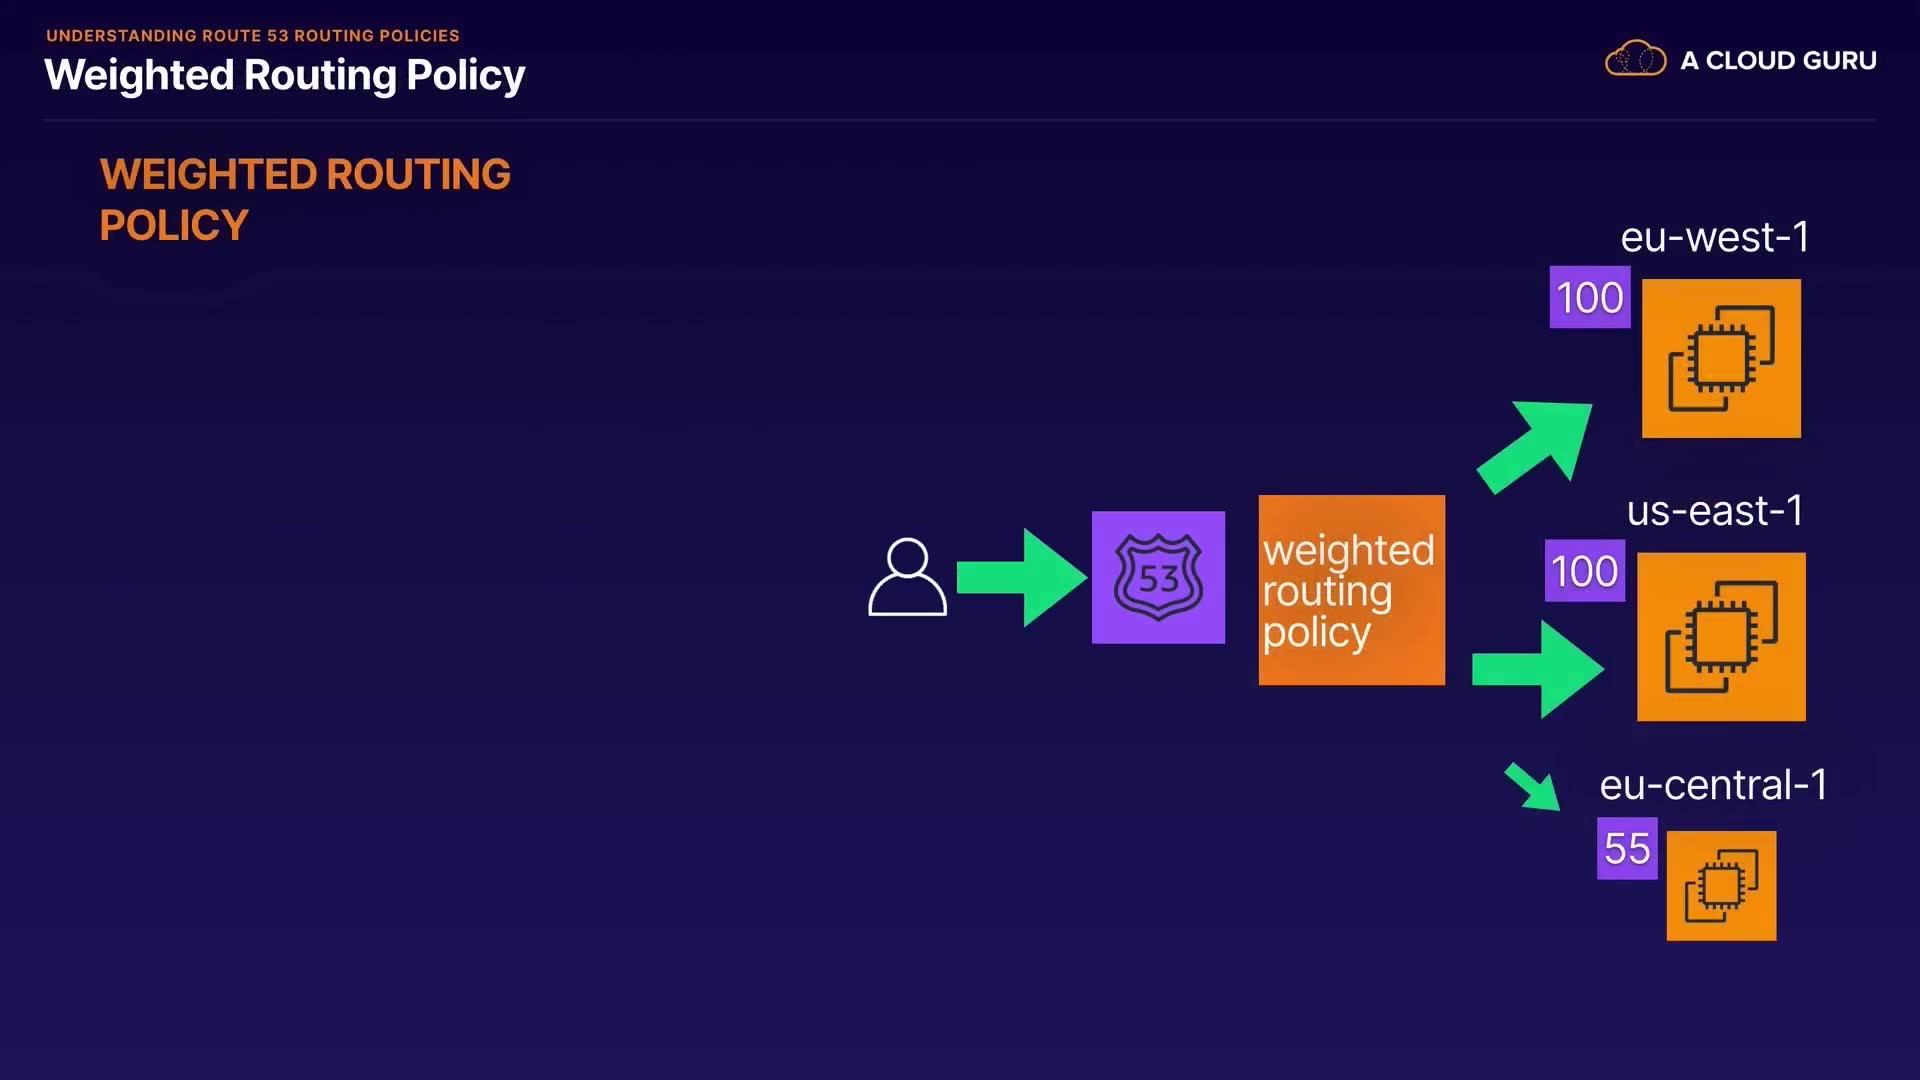 UNDERSTANDING ROUTE 53 ROUTING POLICIES
Weighted Routing Policy
A CLOUD GURU
WEIGHTED ROUTING
POLICY
eu-west-1
100
us-east-1
100
53
weighted
routing
policy
eu-central-1
55